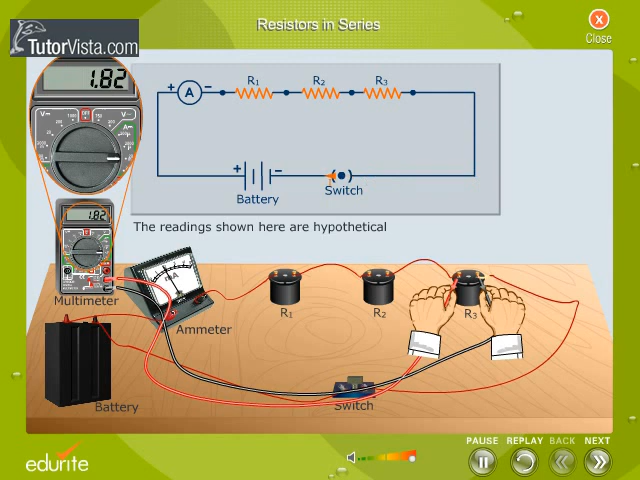 Resistors in Series
Close
TutorVista.com
1.82
A
R1
R2
R3
Battery
Switch
The readings shown here are hypothetical
1.82
mA
Multimeter
Ammeter
R1
R2
R3
Battery
Switch
PAUSE REPLAY BACK NEXT
edurite